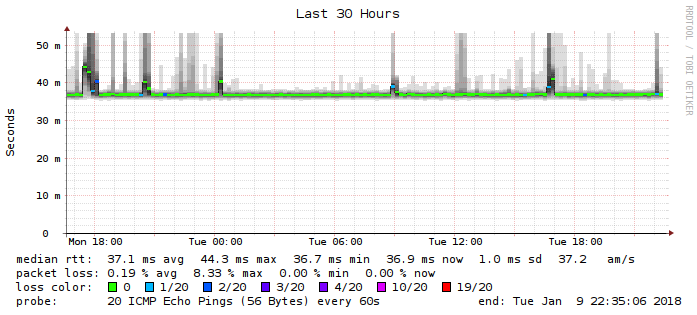 Last 30 Hours
RRDTOOL / TOBI OETIKER
Seconds
50 m
40 m
30 m
20 m
10 m
0
Mon 18:00 Tue 00:00 Tue 06:00 Tue 12:00 Tue 18:00
median rtt: 37.1 ms avg 44.3 ms max 36.7 ms min 36.9 ms now 1.0 ms sd 37.2 am/s
packet loss: 0.19 % avg 8.33 % max 0.00 % min 0.00 % now
loss color: 0 1/20 2/20 3/20 4/20 10/20 19/20
probe: 20 ICMP Echo Pings (56 Bytes) every 60s end: Tue Jan 9 22:35:06 2018